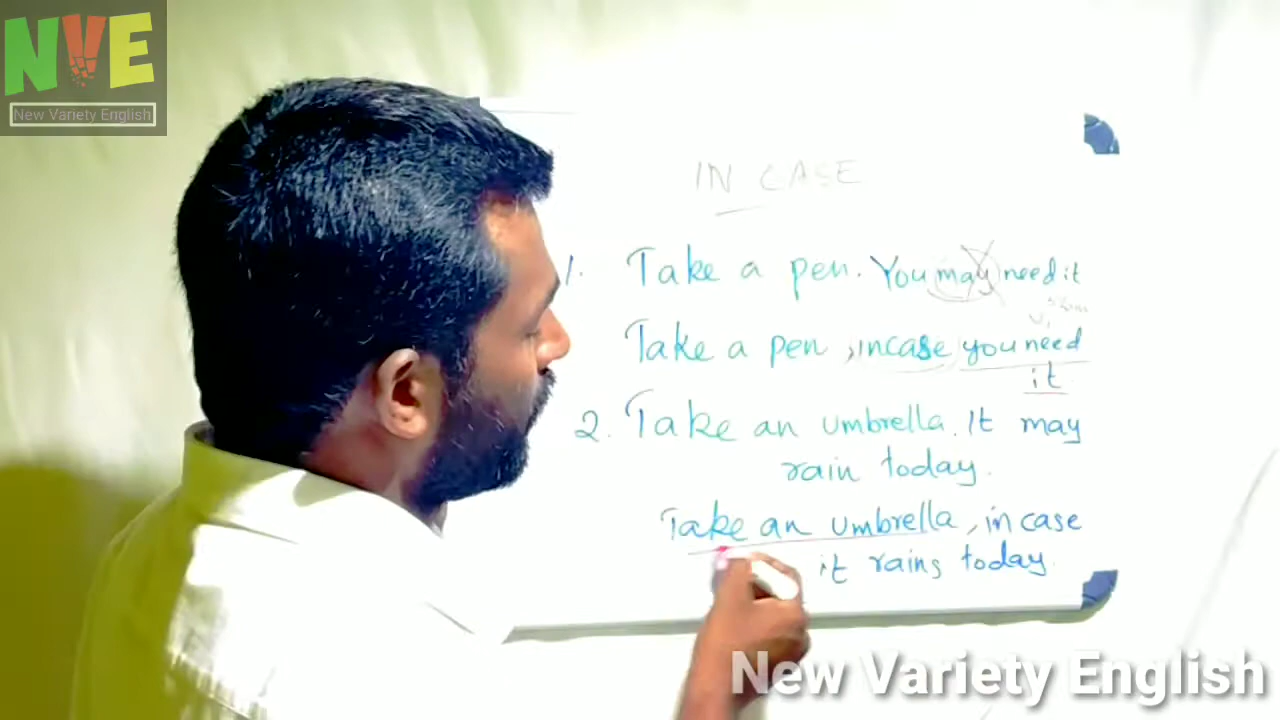 NVE
New Variety English
IN CASE
1. Take a pen. You may need it
Take a pen, incase you need
it
2. Take an umbrella. It may
rain today.
Take an umbrella, in case
it rains today.
New Variety English